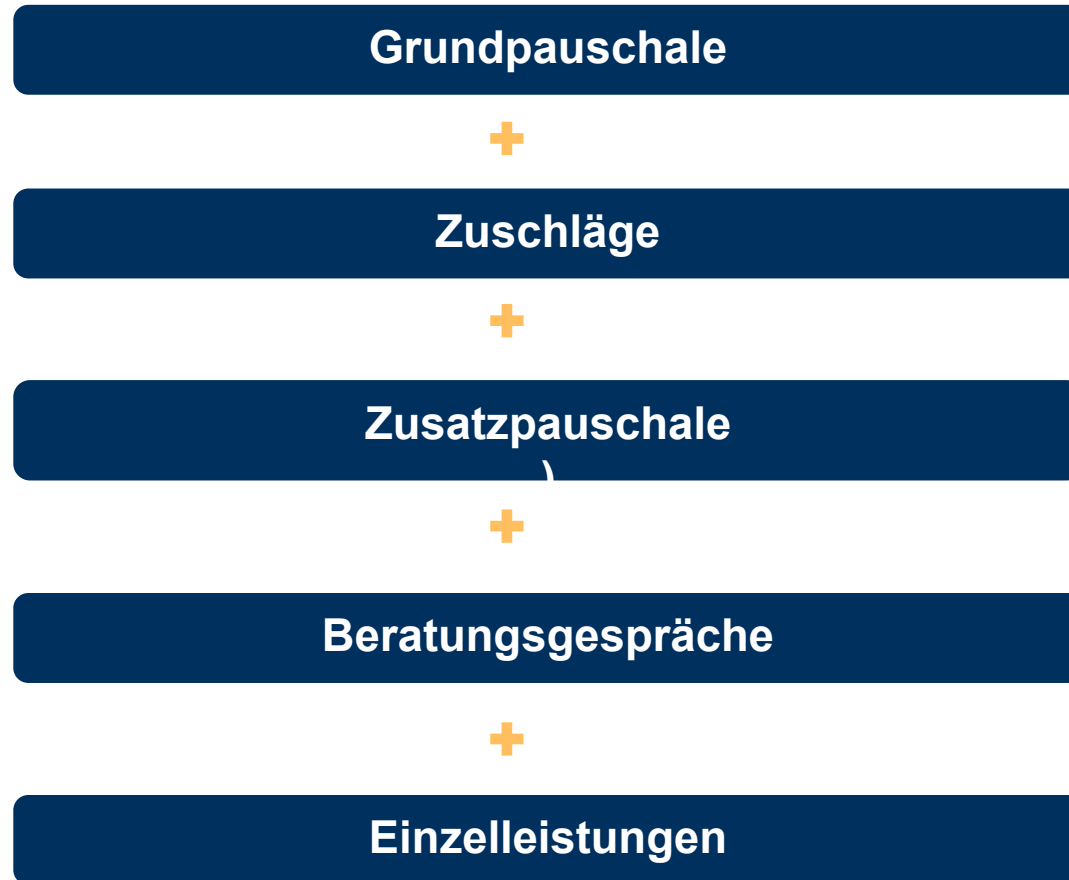 Grundpauschale
+
Zuschläge
+
Zusatzpauschale
)
+
Beratungsgespräche
+
Einzelleistungen